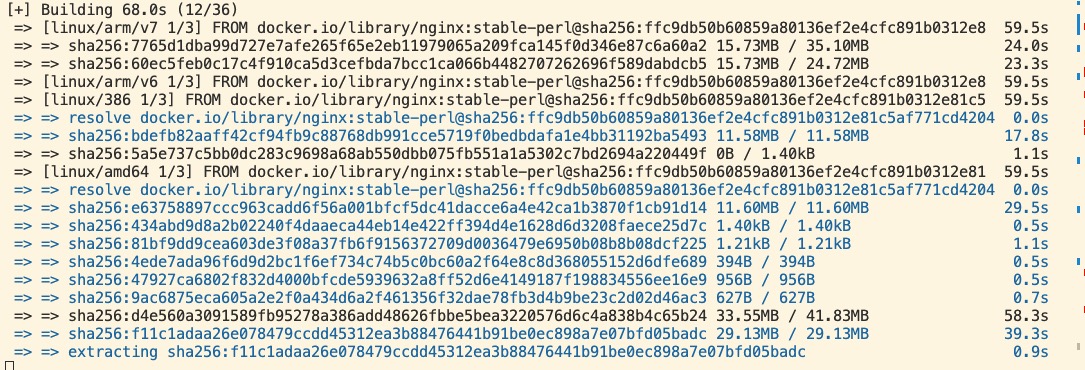 [+] Building 68.0s (12/36)
=> [linux/arm/v7 1/3] FROM docker.io/library/nginx:stable-perl@sha256:ffc9db50b60859a80136ef2e4cfc891b0312e8 59.5s
=> => sha256:7765d1dba99d727e7afe265f65e2eb11979065a209fca145f0d346e87c6a60a2 15.73MB / 35.10MB 24.0s
=> => sha256:60ec5feb0c17c4f910ca5d3cefbda7bcc1ca066b4482707262696f589dabdcb5 15.73MB / 24.72MB 23.3s
=> [linux/arm/v6 1/3] FROM docker.io/library/nginx:stable-perl@sha256:ffc9db50b60859a80136ef2e4cfc891b0312e8 59.5s
=> [linux/386 1/3] FROM docker.io/library/nginx:stable-perl@sha256:ffc9db50b60859a80136ef2e4cfc891b0312e81c5 59.5s
=> => resolve docker.io/library/nginx:stable-perl@sha256:ffc9db50b60859a80136ef2e4cfc891b0312e81c5af771cd4204 0.0s
=> => sha256:bdefb82aaff42cf94fb9c88768db991cce5719f0bedbdafa1e4bb31192ba5493 11.58MB / 11.58MB 17.8s
=> => sha256:5a5e737c5bb0dc283c9698a68ab550dbb075fb551a1a5302c7bd2694a220449f 0B / 1.40kB 1.1s
=> [linux/amd64 1/3] FROM docker.io/library/nginx:stable-perl@sha256:ffc9db50b60859a80136ef2e4cfc891b0312e81 59.5s
=> => resolve docker.io/library/nginx:stable-perl@sha256:ffc9db50b60859a80136ef2e4cfc891b0312e81c5af771cd4204 0.0s
=> => sha256:e63758897ccc963cadd6f56a001bfcf5dc41dacce6a4e42ca1b3870f1cb91d14 11.60MB / 11.60MB 29.5s
=> => sha256:434abd9d8a2b02240f4daaeca44eb14e422ff394d4e1628d6d3208faece25d7c 1.40kB / 1.40kB 0.5s
=> => sha256:81bf9dd9cea603de3f08a37fb6f9156372709d0036479e6950b08b8b08dcf225 1.21kB / 1.21kB 1.1s
=> => sha256:4ede7ada96f6d9d2bc1f6ef734c74b5c0bc60a2f64e8c8d368055152d6dfe689 394B / 394B 0.5s
=> => sha256:47927ca6802f832d4000bfcde5939632a8ff52d6e4149187f198834556ee16e9 956B / 956B 0.5s
=> => sha256:9ac6875eca605a2e2f0a434d6a2f461356f32dae78fb3d4b9be23c2d02d46ac3 627B / 627B 0.7s
=> => sha256:d4e560a3091589fb95278a386add48626fbbe5bea3220576d6c4a838b4c65b24 33.55MB / 41.83MB 58.3s
=> => sha256:f11c1adaa26e078479ccdd45312ea3b88476441b91be0ec898a7e07bfd05badc 29.13MB / 29.13MB 39.3s
=> => extracting sha256:f11c1adaa26e078479ccdd45312ea3b88476441b91be0ec898a7e07bfd05badc 0.9s